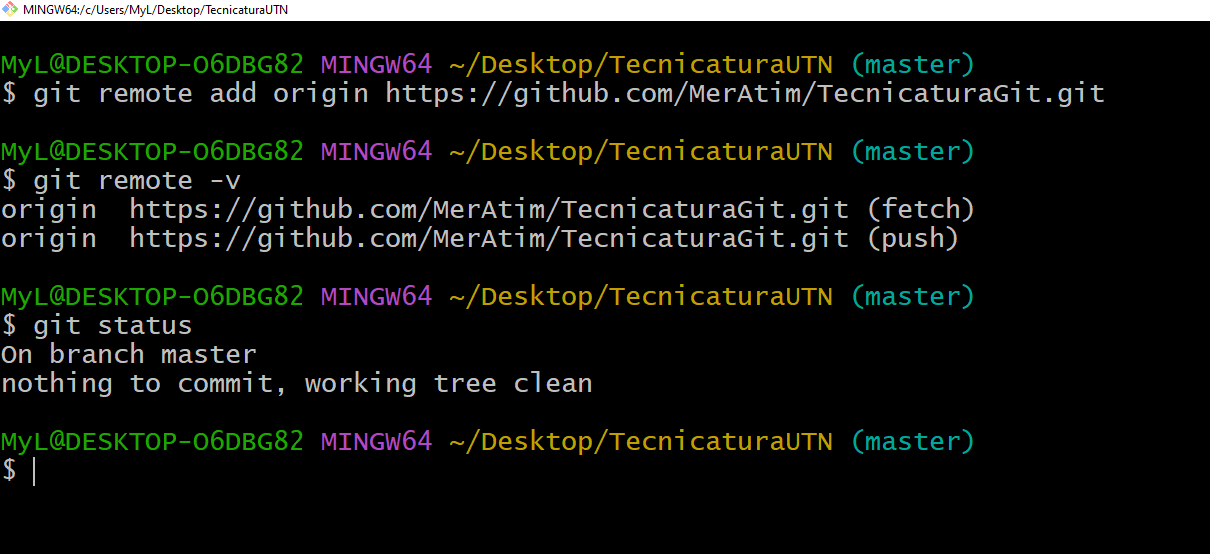 MINGW64:/c/Users/MyL/Desktop/TecnicaturaUTN
MyL@DESKTOP-O6DBG82 MINGW64 ~/Desktop/TecnicaturaUTN (master)
$ git remote add origin https://github.com/MerAtim/TecnicaturaGit.git
MyL@DESKTOP-O6DBG82 MINGW64 ~/Desktop/TecnicaturaUTN (master)
$ git remote -v
origin  https://github.com/MerAtim/TecnicaturaGit.git (fetch)
origin  https://github.com/MerAtim/TecnicaturaGit.git (push)
MyL@DESKTOP-O6DBG82 MINGW64 ~/Desktop/TecnicaturaUTN (master)
$ git status
On branch master
nothing to commit, working tree clean
MyL@DESKTOP-O6DBG82 MINGW64 ~/Desktop/TecnicaturaUTN (master)
$